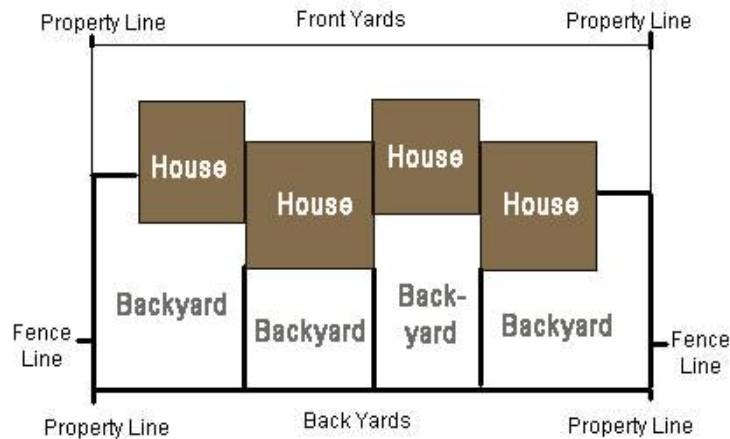 Property Line
Front Yards
Property Line
House
House
House
House
Backyard
Backyard
Back-
yard
Backyard
Fence
Line
Fence
Line
Property Line
Back Yards
Property Line